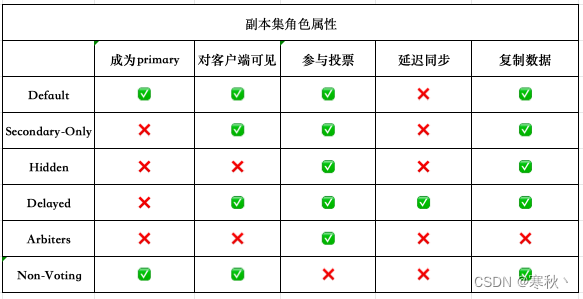 副本集角色属性
成为primary 对客户端可见 参与投票 延迟同步 复制数据
Default ✅ ✅ ✅ ❌ ✅
Secondary-Only ❌ ✅ ✅ ❌ ✅
Hidden ❌ ❌ ✅ ❌ ✅
Delayed ❌ ✅ ✅ ✅ ✅
Arbiters ❌ ❌ ✅ ❌ ❌
Non-Voting ✅ ✅ ❌ ❌ ✅
CSDN @寒秋丶